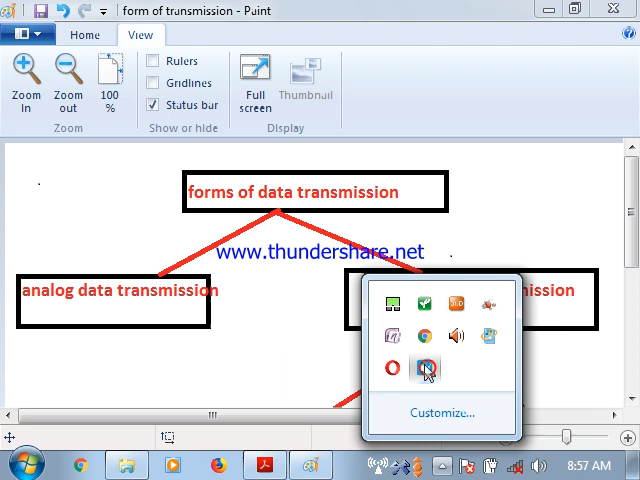 form of transmission - Paint
Home
View
Zoom in
Zoom out
100 %
Rulers
Gridlines
Status bar
Full screen
Thumbnail
Zoom
Show or hide
Display
forms of data transmission
www.thundershare.net
analog data transmission
Customize...
8:57 AM